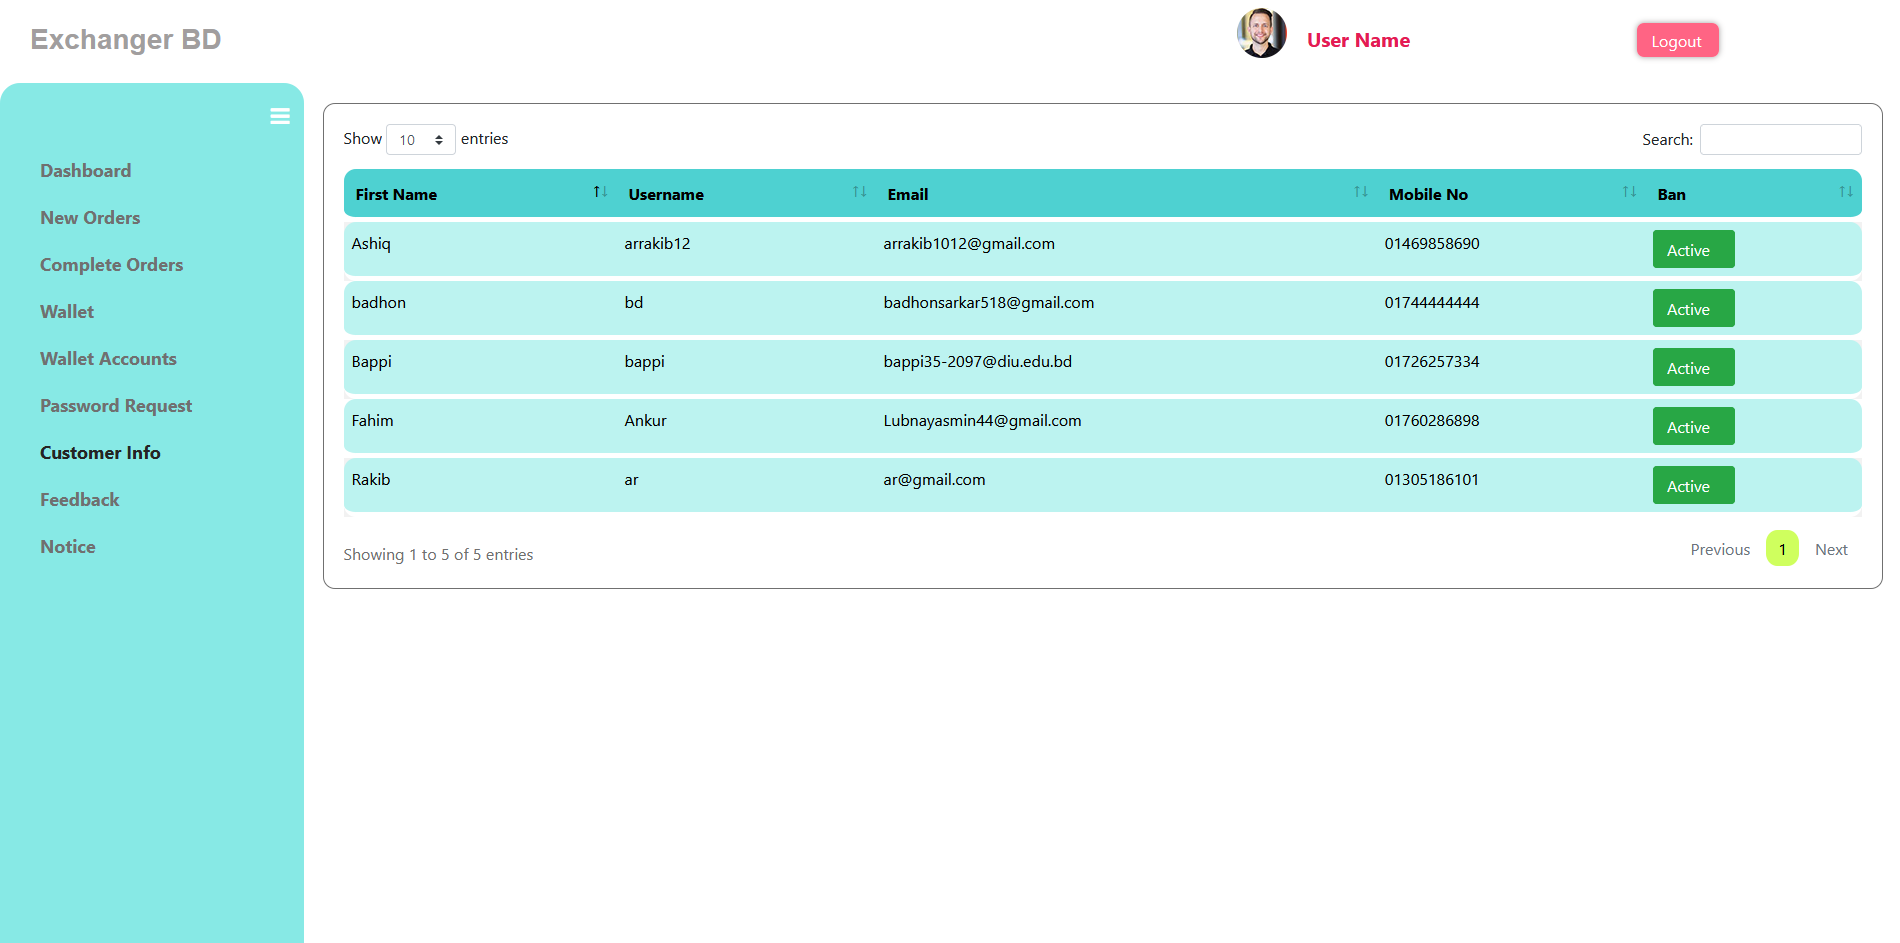 Exchanger BD
User Name
Logout
Dashboard
New Orders
Complete Orders
Wallet
Wallet Accounts
Password Request
Customer Info
Feedback
Notice
Show 10 entries
Search:
First Name Username Email Mobile No Ban
Ashiq arrakib12 arrakib1012@gmail.com 01469858690 Active
badhon bd badhonsarkar518@gmail.com 01744444444 Active
Bappi bappi bappi35-2097@diu.edu.bd 01726257334 Active
Fahim Ankur Lubnayasmin44@gmail.com 01760286898 Active
Rakib ar ar@gmail.com 01305186101 Active
Showing 1 to 5 of 5 entries
Previous 1 Next